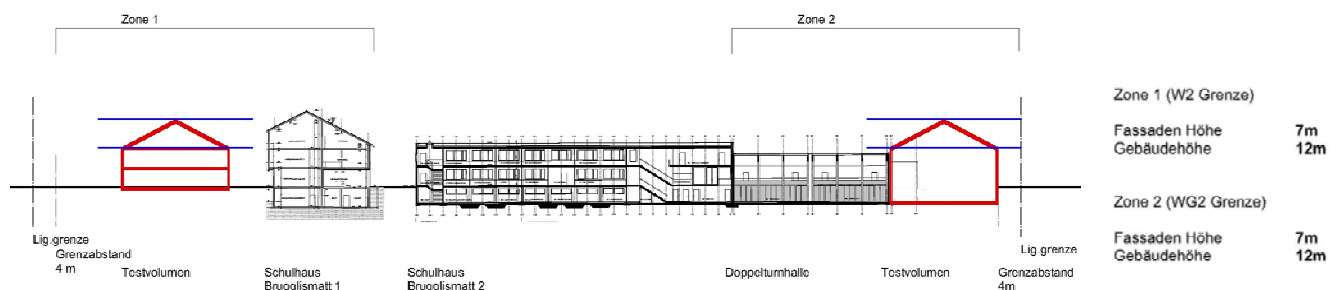 Zone 1
Zone 2
Zone 1 (W2 Grenze)
Fassaden Höhe 7m
Gebäudehöhe 12m
Zone 2 (WG2 Grenze)
Fassaden Höhe 7m
Gebäudehöhe 12m
Lig.grenze
Grenzabstand
4 m
Testvolumen
Schulhaus
Brugglismatt 1
Schulhaus
Brugglismatt 2
Doppelturnhalle
Testvolumen
Lig.grenze
Grenzabstand
4m